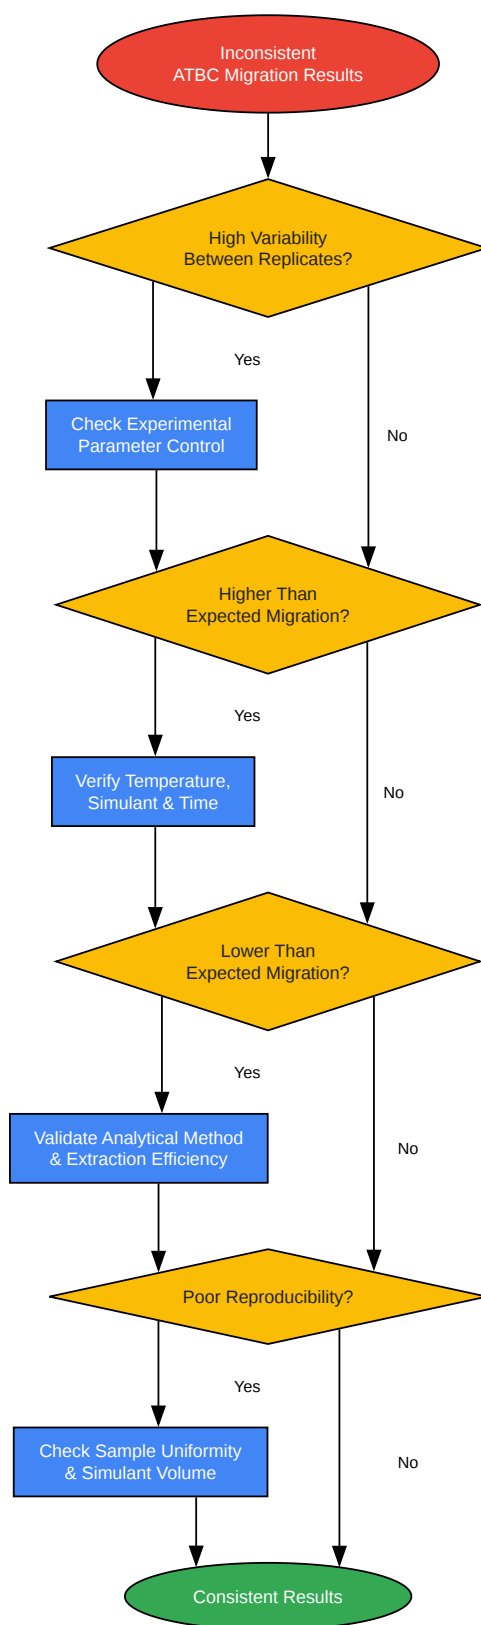 Inconsistent
ATBC Migration Results
High Variability
Between Replicates?
Yes
Check Experimental
Parameter Control
No
Higher Than
Expected Migration?
Yes
Verify Temperature,
Simulant & Time
No
Lower Than
Expected Migration?
Yes
Validate Analytical Method
& Extraction Efficiency
No
Poor Reproducibility?
Yes
Check Sample Uniformity
& Simulant Volume
No
Consistent Results